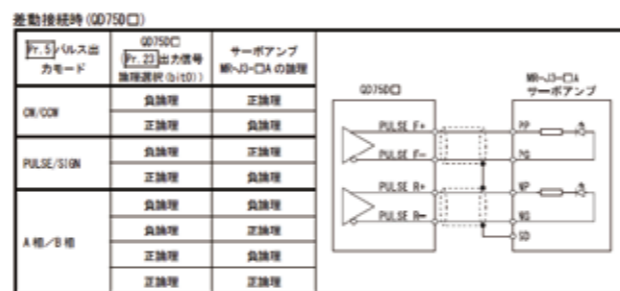 差動接続時(QD75D□)
Pr.5 パルス出力モード
QD75D□
(Pr.23 出力信号
論理選択(bit0))
サーボアンプ
MR-J3-□Aの論理
CW/CCW
負論理 正論理
正論理 負論理
PULSE/SIGN
負論理 正論理
正論理 負論理
A相/B相
負論理 負論理
負論理 正論理
正論理 負論理
正論理 正論理
QD75D□
MR-J3-□A
サーボアンプ
PULSE F+ PP
PULSE F- PG
PULSE R+ NP
PULSE R- NG
SD